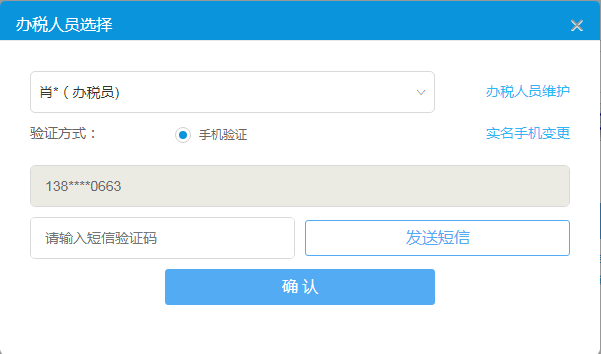 办税人员选择
肖*（办税员）
办税人员维护
验证方式：
手机验证
实名手机变更
138****0663
请输入短信验证码
发送短信
确 认